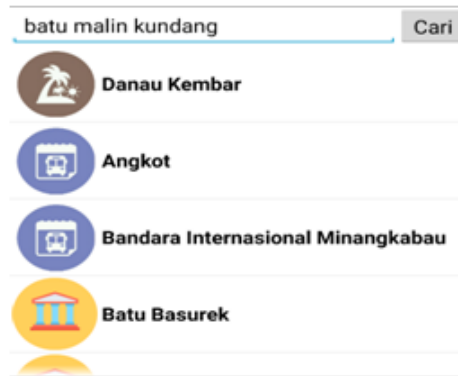 batu malin kundang Cari
Danau Kembar
Angkot
Bandara Internasional Minangkabau
Batu Basurek